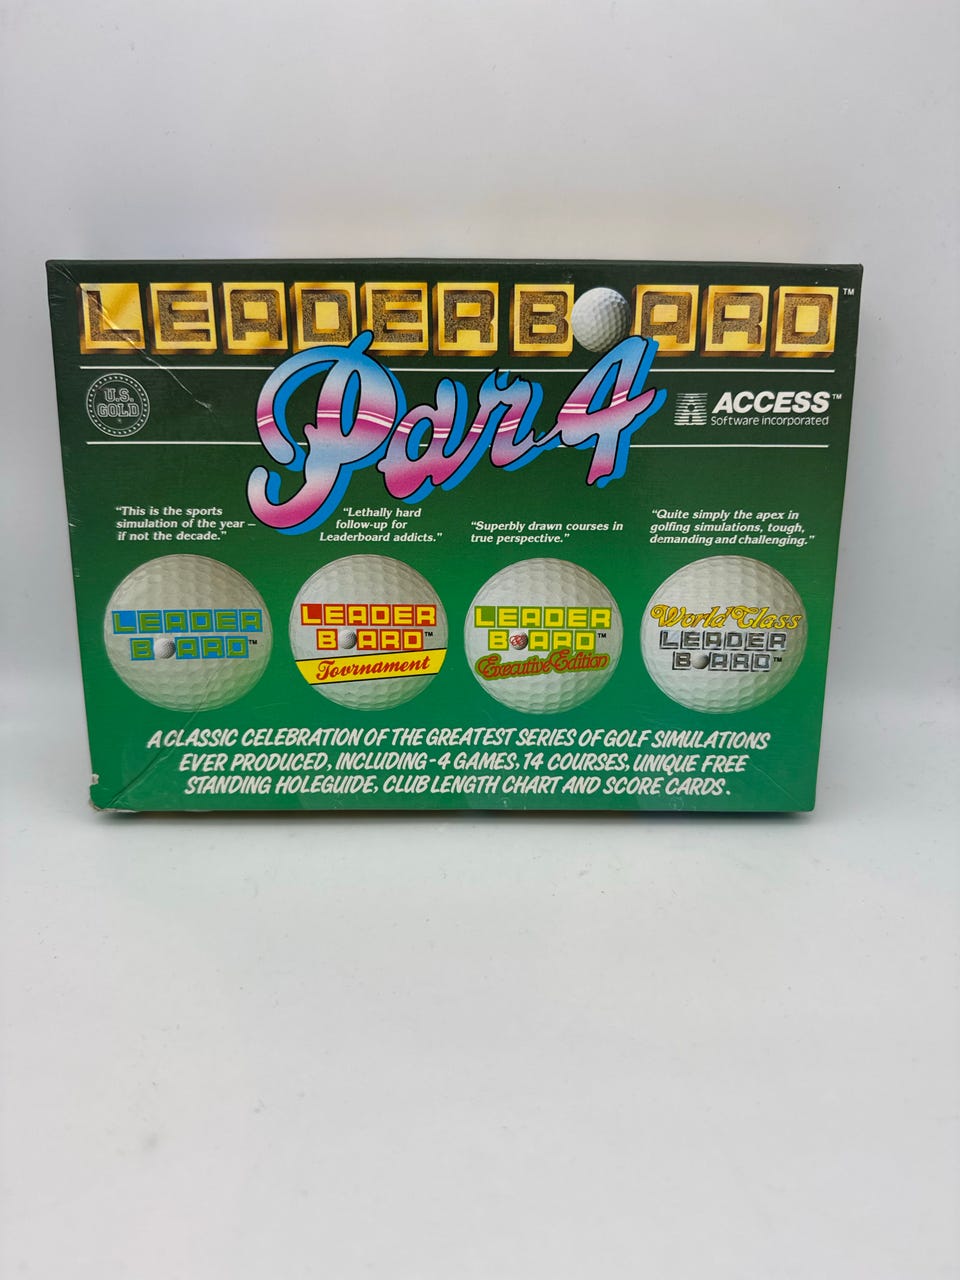 LEADERBOARD™
Par 4
U.S. GOLD
ACCESS™
Software incorporated
“This is the sports
simulation of the year –
if not the decade.”
“Lethally hard
follow-up for
Leaderboard addicts.”
“Superbly drawn courses in
true perspective.”
“Quite simply the apex in
golfing simulations, tough,
demanding and challenging.”
LEADER
BOARD™
LEADER
BOARD™
Tournament
LEADER
BOARD™
Executive Edition
World Class
LEADER
BOARD™
A CLASSIC CELEBRATION OF THE GREATEST SERIES OF GOLF SIMULATIONS
EVER PRODUCED, INCLUDING - 4 GAMES, 14 COURSES, UNIQUE FREE
STANDING HOLEGUIDE, CLUB LENGTH CHART AND SCORE CARDS.